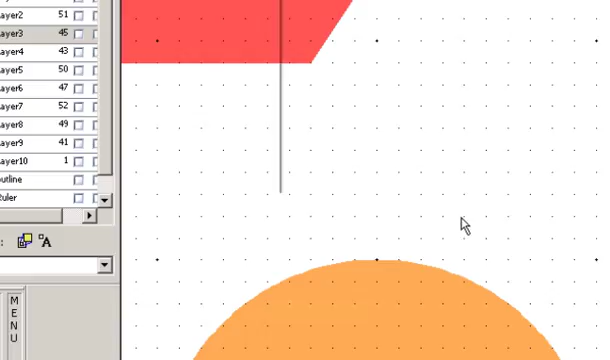 ayer2 51
ayer3 45
ayer4 43
ayer5 50
ayer6 47
ayer7 52
ayer8 49
ayer9 41
ayer10 1
utline
Ruler
:
A
MENU